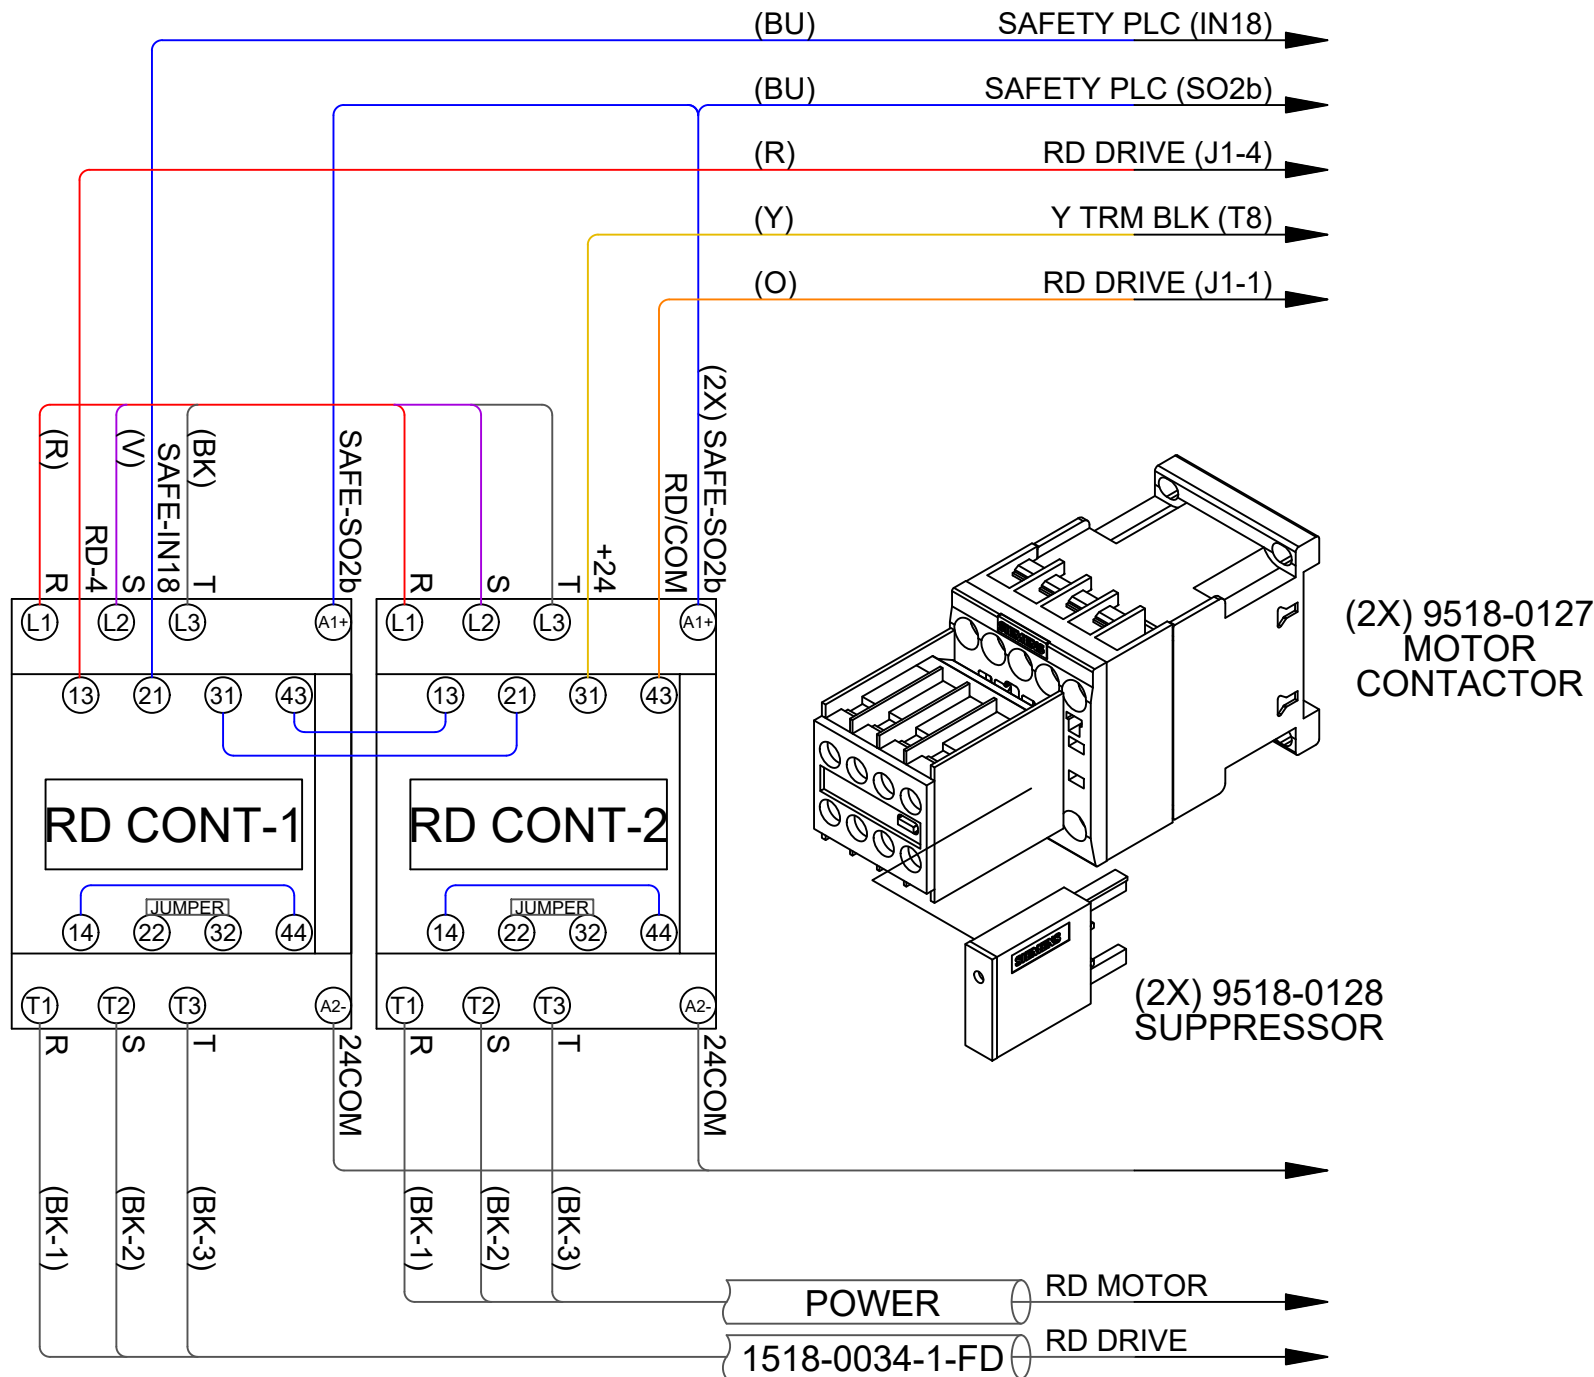 (BU) SAFETY PLC (IN18)
(BU) SAFETY PLC (SO2b)
(R) RD DRIVE (J1-4)
(Y) Y TRM BLK (T8)
(O) RD DRIVE (J1-1)
(R)
(V)
(BK)
R
RD-4
S
SAFE-IN18
T
SAFE-SO2b
R
S
T
+24
RD/COM
(2X) SAFE-SO2b
L1 L2 L3 A1+ L1 L2 L3 A1+
13 21 31 43 13 21 31 43
RD CONT-1 RD CONT-2
JUMPER JUMPER
14 22 32 44 14 22 32 44
T1 T2 T3 A2- T1 T2 T3 A2-
R S T 24COM R S T 24COM
(BK-1) (BK-2) (BK-3) (BK-1) (BK-2) (BK-3)
SIEMENS
(2X) 9518-0127
MOTOR
CONTACTOR
SIEMENS
(2X) 9518-0128
SUPPRESSOR
POWER RD MOTOR
1518-0034-1-FD RD DRIVE